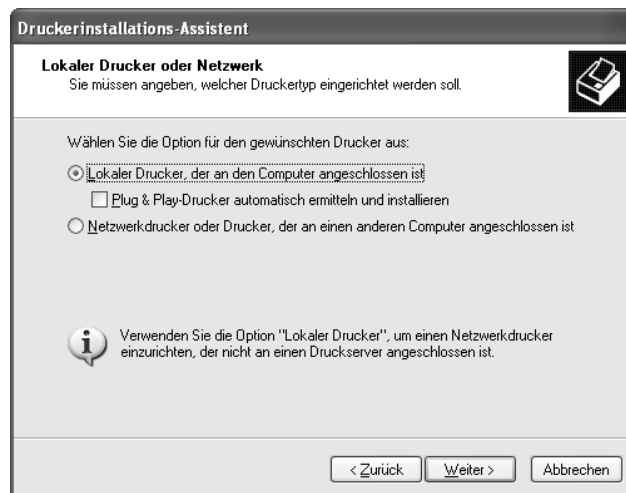 Druckerinstallations-Assistent
Lokaler Drucker oder Netzwerk
Sie müssen angeben, welcher Druckertyp eingerichtet werden soll.
Wählen Sie die Option für den gewünschten Drucker aus:
Lokaler Drucker, der an den Computer angeschlossen ist
Plug & Play-Drucker automatisch ermitteln und installieren
Netzwerkdrucker oder Drucker, der an einen anderen Computer angeschlossen ist
Verwenden Sie die Option "Lokaler Drucker", um einen Netzwerkdrucker
einzurichten, der nicht an einen Druckserver angeschlossen ist.
< Zurück Weiter > Abbrechen